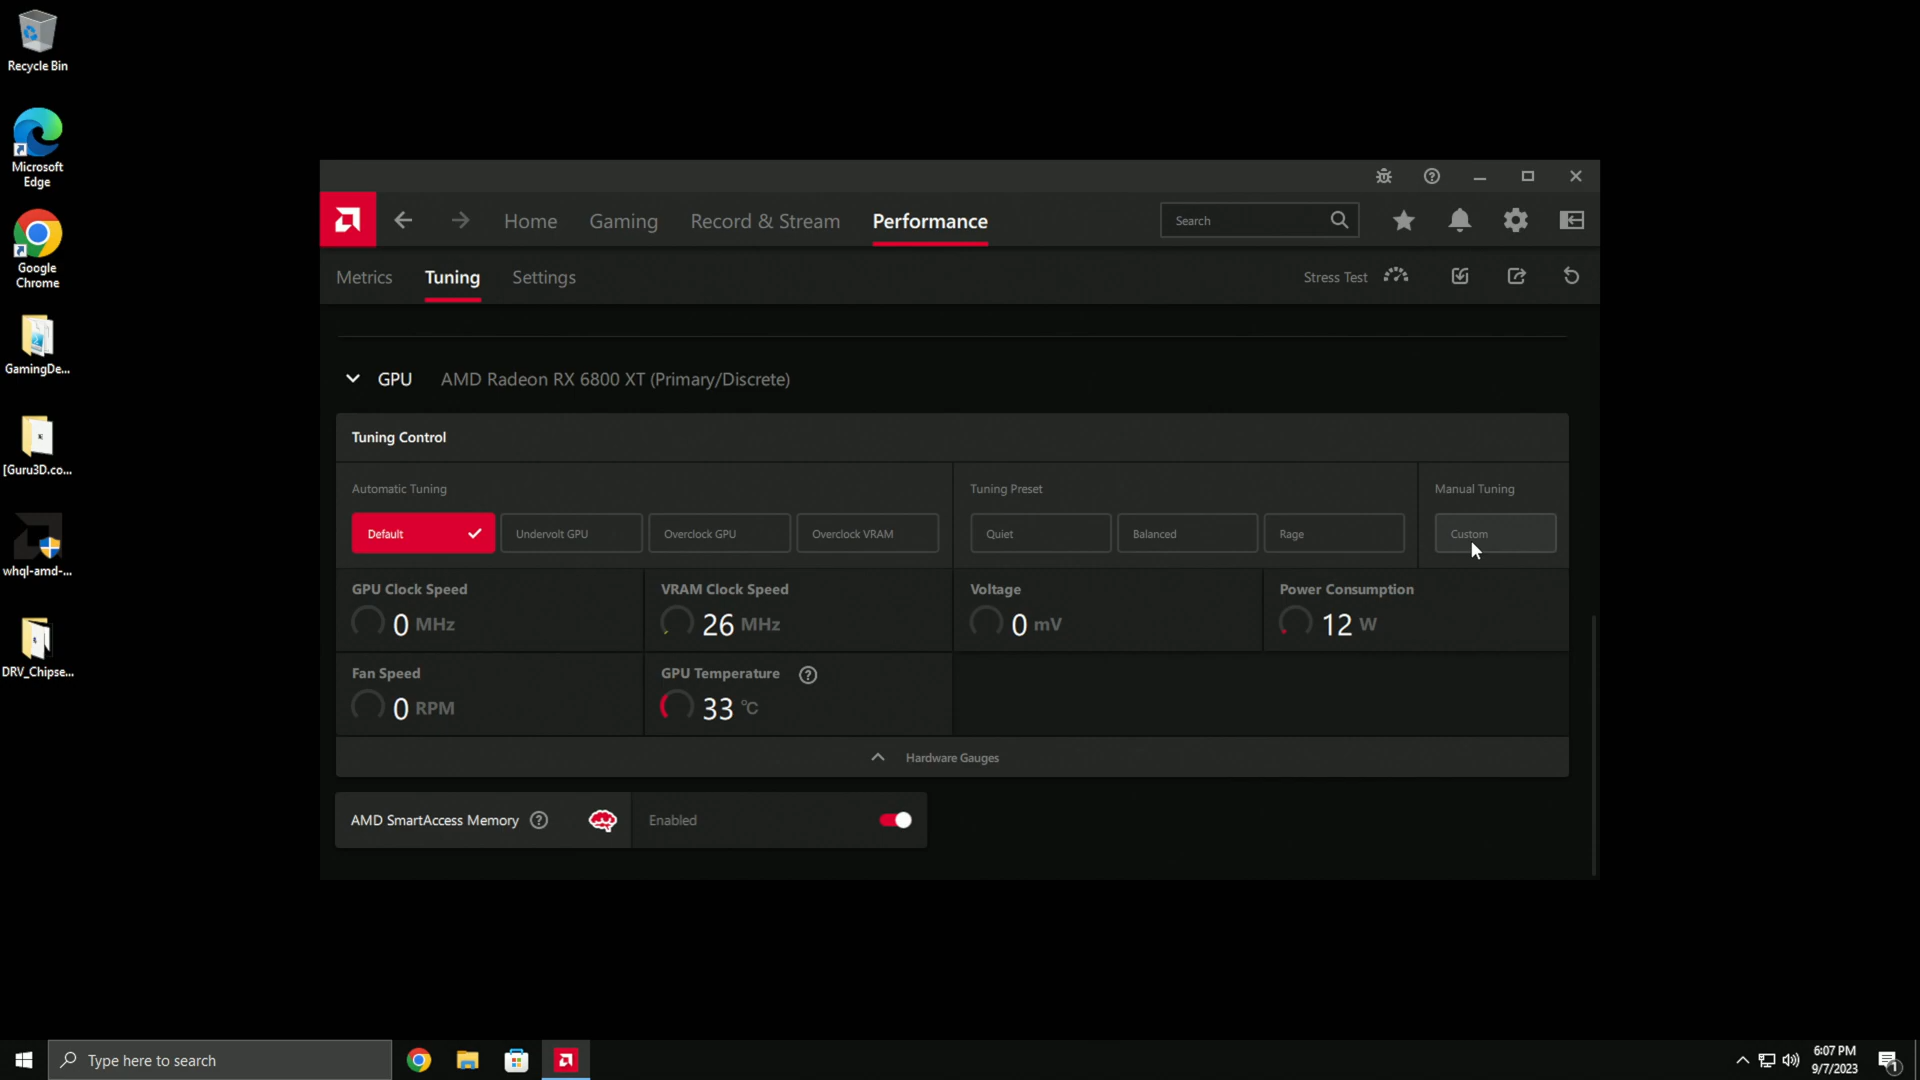 Recycle Bin
Microsoft
Edge
Google
Chrome
GamingDe...
[Guru3D.co...
whql-amd-...
DRV_Chipse...
Home
Gaming
Record & Stream
Performance
Search
Metrics
Tuning
Settings
Stress Test
GPU
AMD Radeon RX 6800 XT (Primary/Discrete)
Tuning Control
Automatic Tuning
Default
Undervolt GPU
Overclock GPU
Overclock VRAM
Tuning Preset
Quiet
Balanced
Rage
Manual Tuning
Custom
GPU Clock Speed
0 MHz
VRAM Clock Speed
26 MHz
Voltage
0 mV
Power Consumption
12 W
Fan Speed
0 RPM
GPU Temperature
33 °C
Hardware Gauges
AMD SmartAccess Memory
Enabled
Type here to search
6:07 PM
9/7/2023
1